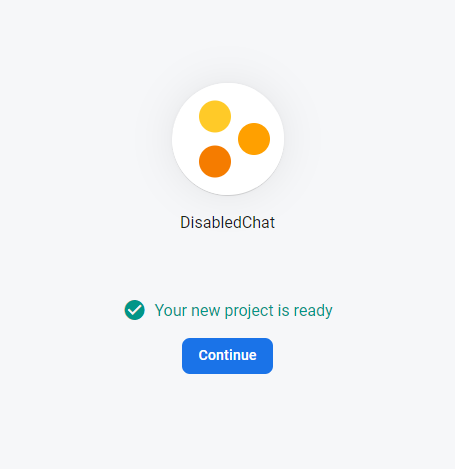 DisabledChat
Your new project is ready
Continue